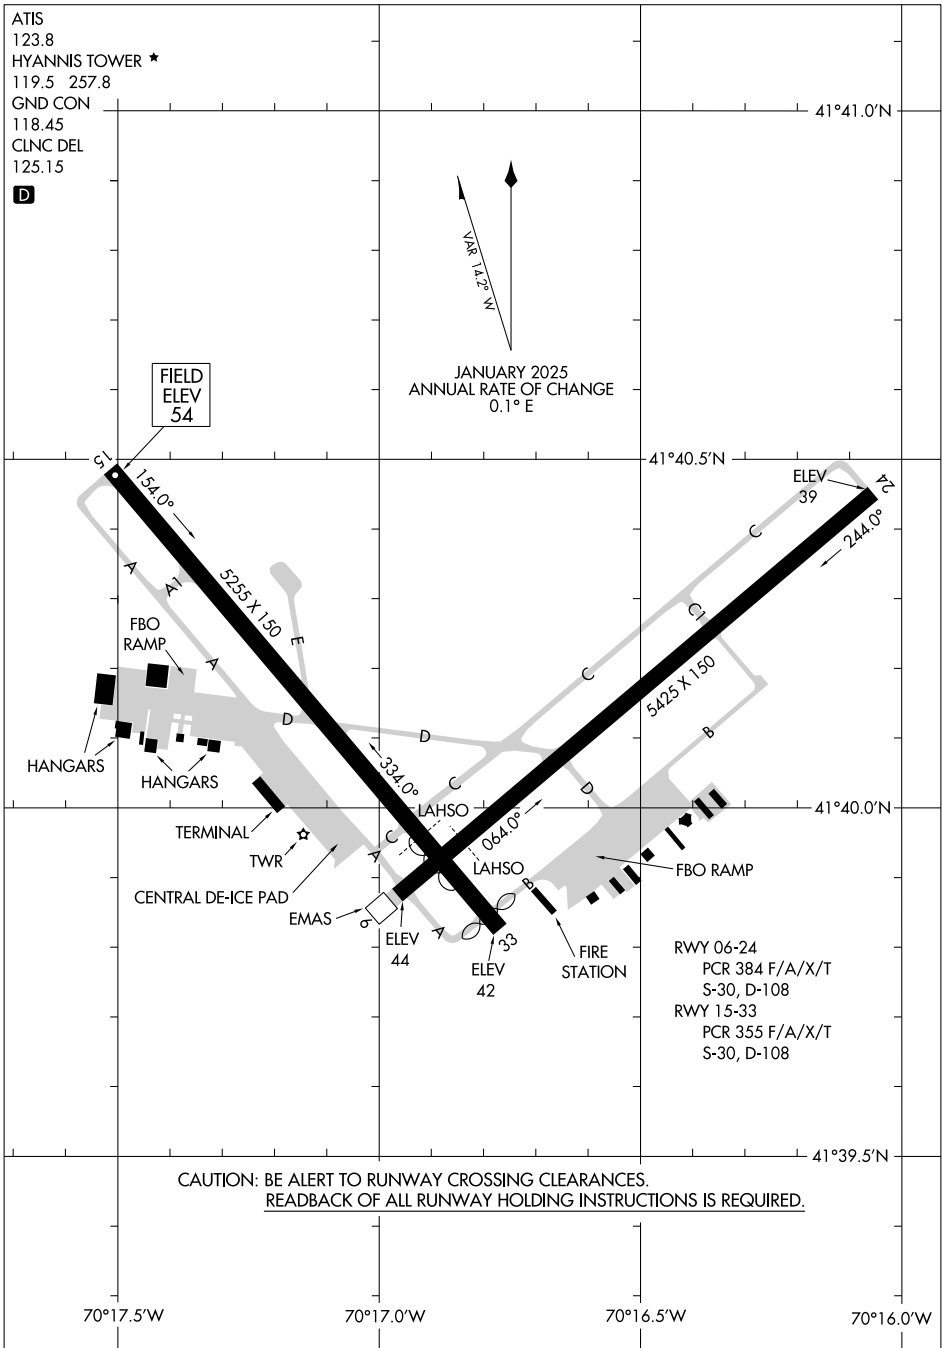 ATIS
123.8
HYANNIS TOWER ★
119.5 257.8
GND CON
118.45
CLNC DEL
125.15
D
41°41.0'N
VAR 14.2° W
JANUARY 2025
ANNUAL RATE OF CHANGE
0.1° E
FIELD
ELEV
54
15
154.0°
41°40.5'N
ELEV
39
24
244.0°
A
A1
5255 X 150
C
C1
FBO
RAMP
A
E
C
5425 X 150
D
D
B
HANGARS
HANGARS
334.0°
C
D
LAHSO
41°40.0'N
TERMINAL
TWR
C
A
064.0°
LAHSO
FBO RAMP
CENTRAL DE-ICE PAD
B
EMAS
6
ELEV
44
A
33
ELEV
42
FIRE
STATION
RWY 06-24
PCR 384 F/A/X/T
S-30, D-108
RWY 15-33
PCR 355 F/A/X/T
S-30, D-108
41°39.5'N
CAUTION: BE ALERT TO RUNWAY CROSSING CLEARANCES.
READBACK OF ALL RUNWAY HOLDING INSTRUCTIONS IS REQUIRED.
70°17.5'W
70°17.0'W
70°16.5'W
70°16.0'W